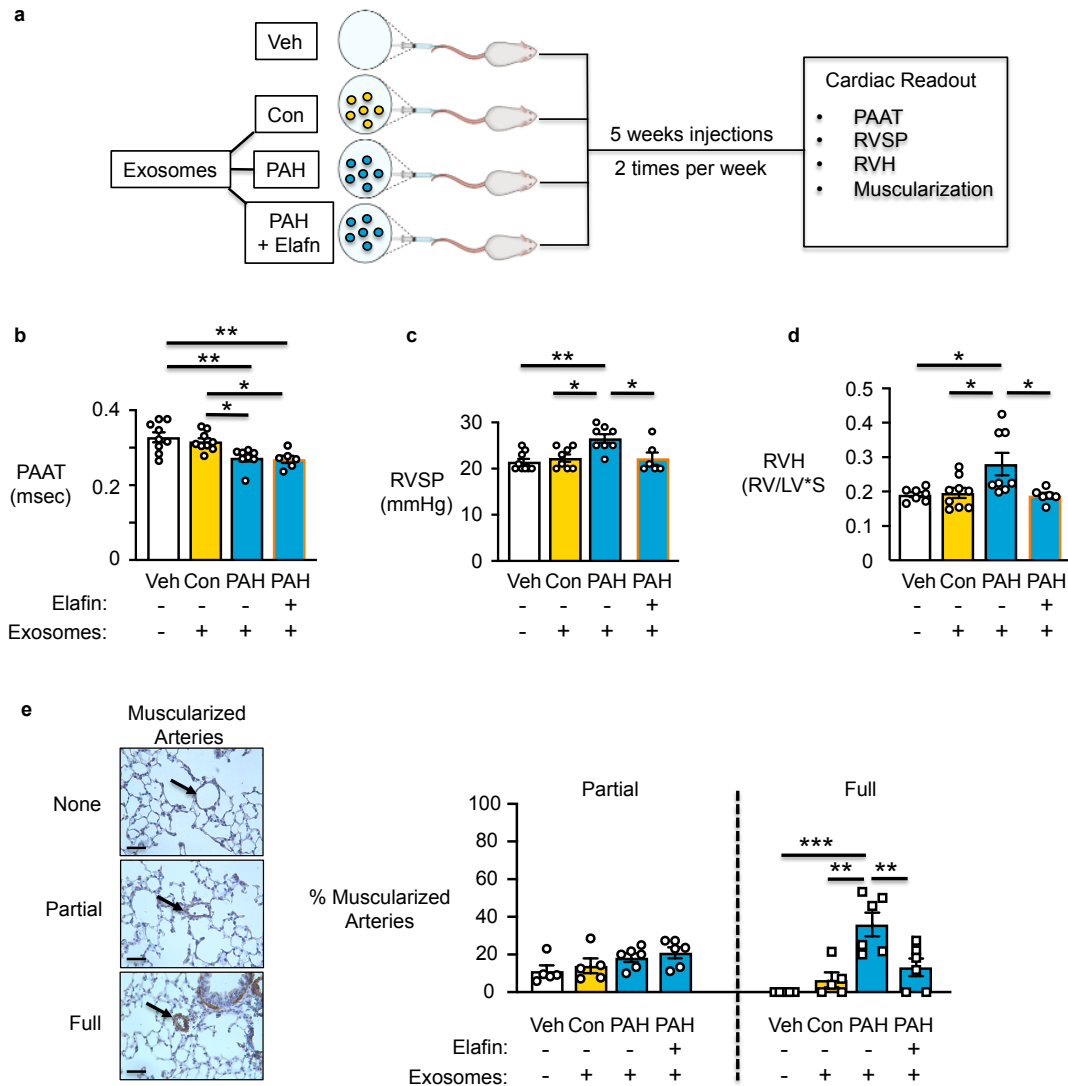 a
Veh
Con
Exosomes
PAH
PAH
+ Elafn
5 weeks injections
2 times per week
Cardiac Readout
• PAAT
• RVSP
• RVH
• Muscularization
b
**
**
*
*
0.4
0.3
0
PAAT
(msec)
Veh Con PAH PAH
Elafin: - - - +
Exosomes: - + + +
c
**
* *
30
20
10
0
RVSP
(mmHg)
Veh Con PAH PAH
- - - +
- + + +
d
*
* *
0.5
0.4
0.3
0.2
0.1
0
RVH
(RV/LV*S
Veh Con PAH PAH
- - - +
- + + +
e
Muscularized
Arteries
None
Partial
Full
% Muscularized
Arteries
100
80
60
40
20
0
Partial
Full
***
** **
Veh Con PAH PAH Veh Con PAH PAH
Elafin: - - - + - - - +
Exosomes: - + + + - + + +